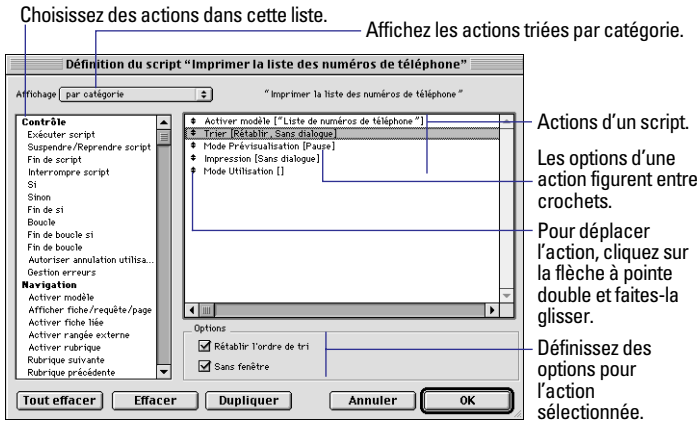 Choisissez des actions dans cette liste.
Affichez les actions triées par catégorie.
Définition du script “Imprimer la liste des numéros de téléphone”
Affichage par catégorie
“Imprimer la liste des numéros de téléphone”
Contrôle
Exécuter script
Suspendre/Reprendre script
Fin de script
Interrompre script
Si
Sinon
Fin de si
Boucle
Fin de boucle si
Fin de boucle
Autoriser annulation utilisa...
Gestion erreurs
Navigation
Activer modèle
Afficher fiche/requête/page
Activer fiche liée
Activer rangée externe
Activer rubrique
Rubrique suivante
Rubrique précédente
Activer modèle [“Liste de numéros de téléphone”]
Trier [Rétablir, Sans dialogue]
Mode Prévisualisation [Pause]
Impression [Sans dialogue]
Mode Utilisation []
Options
Rétablir l'ordre de tri
Sans fenêtre
Tout effacer
Effacer
Dupliquer
Annuler
OK
Actions d’un script.
Les options d’une
action figurent entre
crochets.
Pour déplacer
l’action, cliquez sur
la flèche à pointe
double et faites-la
glisser.
Définissez des
options pour
l’action
sélectionnée.